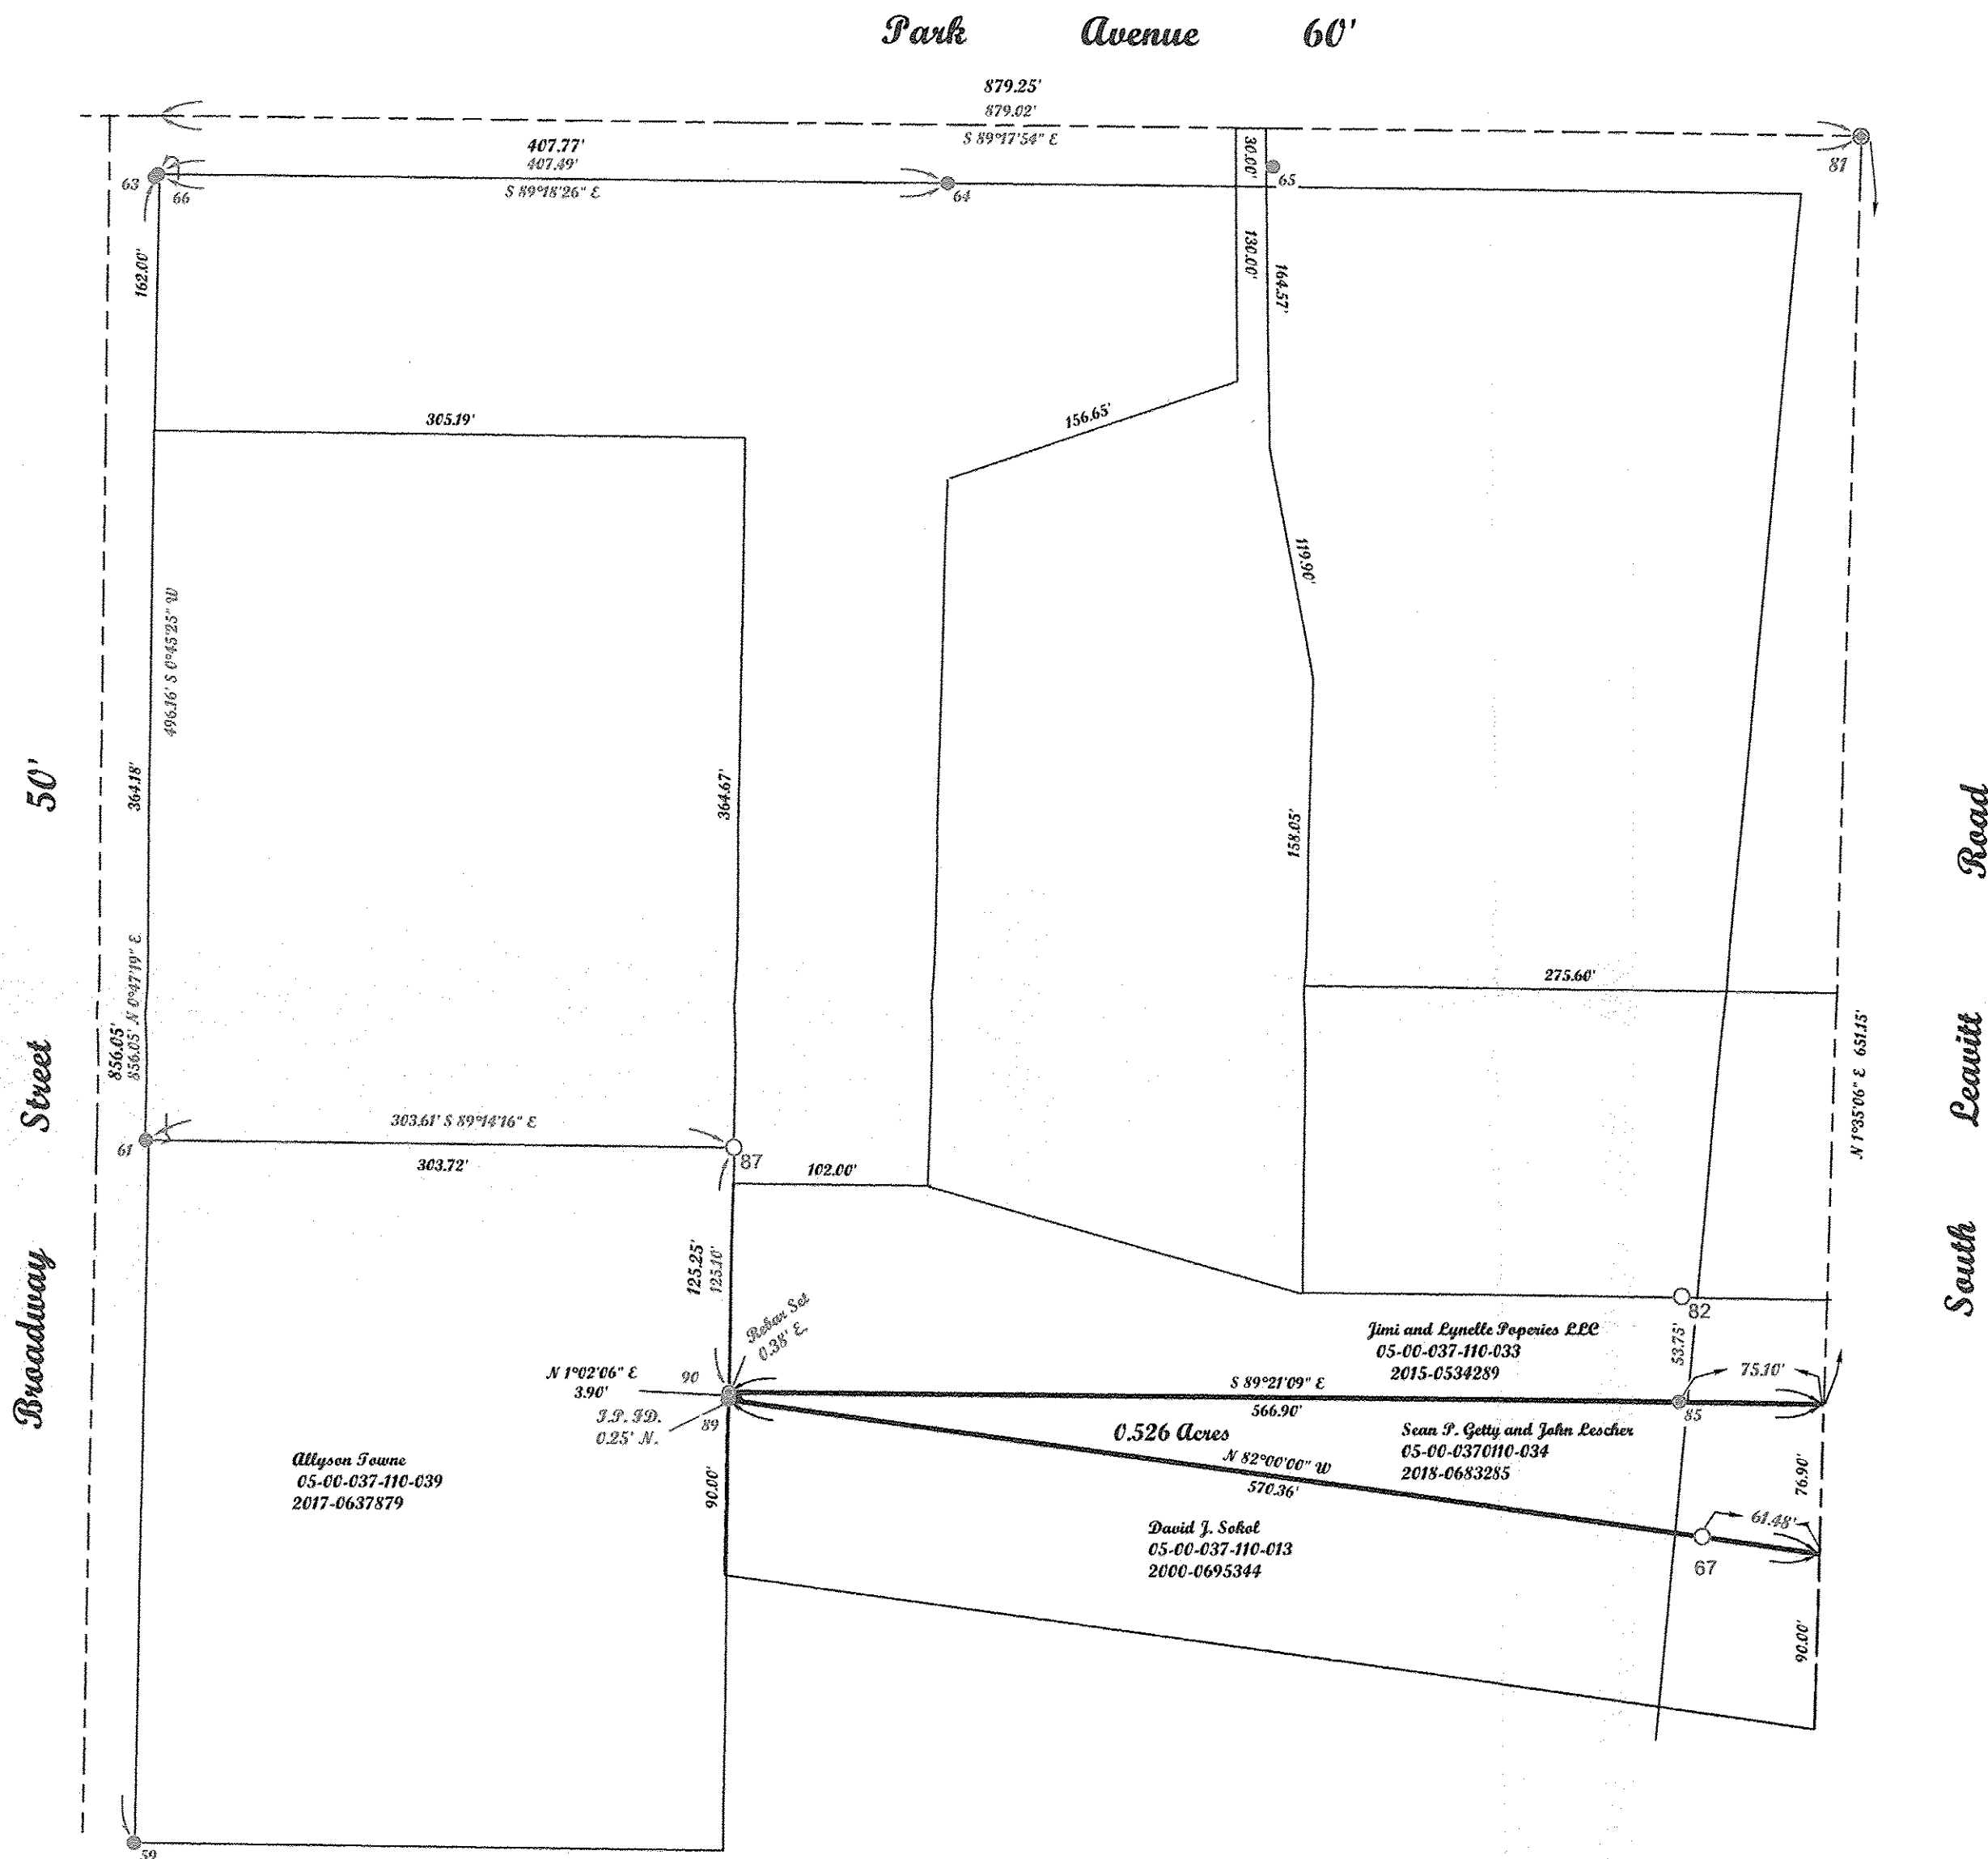 Park Avenue 60'
879.25'
879.02'
S 89°17'54" E
407.77'
407.49'
S 89°18'26" E
63
66
64
65
81
30.00'
130.00'
164.57'
162.00'
305.19'
156.65'
119.90'
496.16' S 0°45'25" W
364.18'
364.67'
158.05'
275.60'
50'
Street
Broadway
Road
Leavitt
South
856.05'
856.05' N 0°47'19" E
N 1°35'06" E 651.15'
303.61' S 89°14'16" E
61
303.72'
87
102.00'
125.25'
125.10'
82
53.75'
Rebar Set
0.38' E.
Jimi and Lynelle Poperies LLC
05-00-037-110-033
2015-0534289
N 1°02'06" E
3.90'
90
I.P. FD.
0.25' N.
89
S 89°21'09" E
566.90'
75.10'
85
0.526 Acres
Sean P. Getty and John Lescher
05-00-0370110-034
2018-0683285
N 82°00'00" W
570.36'
76.90'
61.48'
67
Allyson Towne
05-00-037-110-039
2017-0637879
90.00'
David J. Sokol
05-00-037-110-013
2000-0695344
90.00'
59